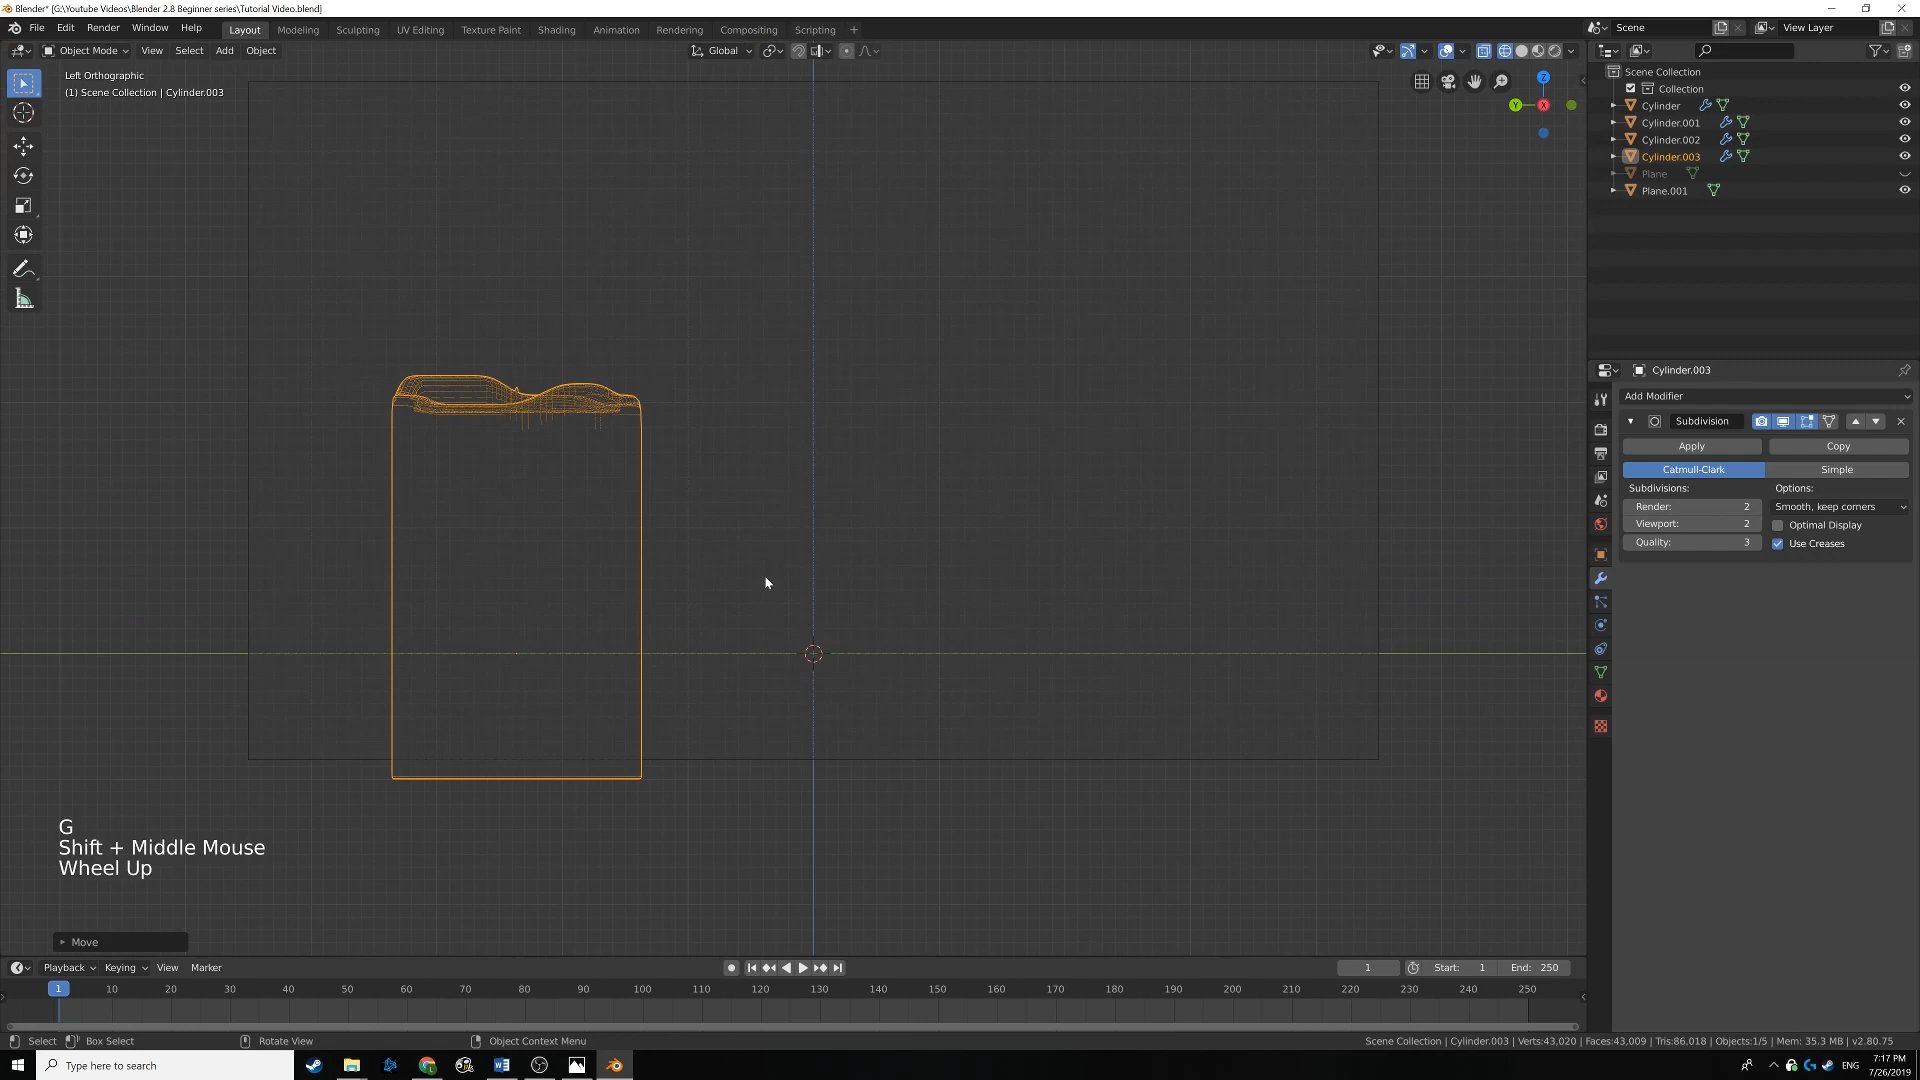 Blender* [G:\Youtube Videos\Blender 2.8 Beginner series\Tutorial Video.blend]
File Edit Render Window Help Layout Modeling Sculpting UV Editing Texture Paint Shading Animation Rendering Compositing Scripting + Scene View Layer
Object Mode View Select Add Object Global
Left Orthographic
(1) Scene Collection | Cylinder.003
Z
Y X
Scene Collection
Collection
Cylinder
Cylinder.001
Cylinder.002
Cylinder.003
Plane
Plane.001
Cylinder.003
Add Modifier
Subdivision
Apply Copy
Catmull-Clark Simple
Subdivisions: Options:
Render: 2 Smooth, keep corners
Viewport: 2 Optimal Display
Quality: 3 Use Creases
G
Shift + Middle Mouse
Wheel Up
Move
Playback Keying View Marker 1 Start: 1 End: 250
1 10 20 30 40 50 60 70 80 90 100 110 120 130 140 150 160 170 180 190 200 210 220 230 240 250
Select Box Select Rotate View Object Context Menu Scene Collection | Cylinder.003 | Verts:43,020 | Faces:43,009 | Tris:86,018 | Objects:1/5 | Mem: 35.3 MB | v2.80.75
Type here to search ENG 7:17 PM
7/26/2019